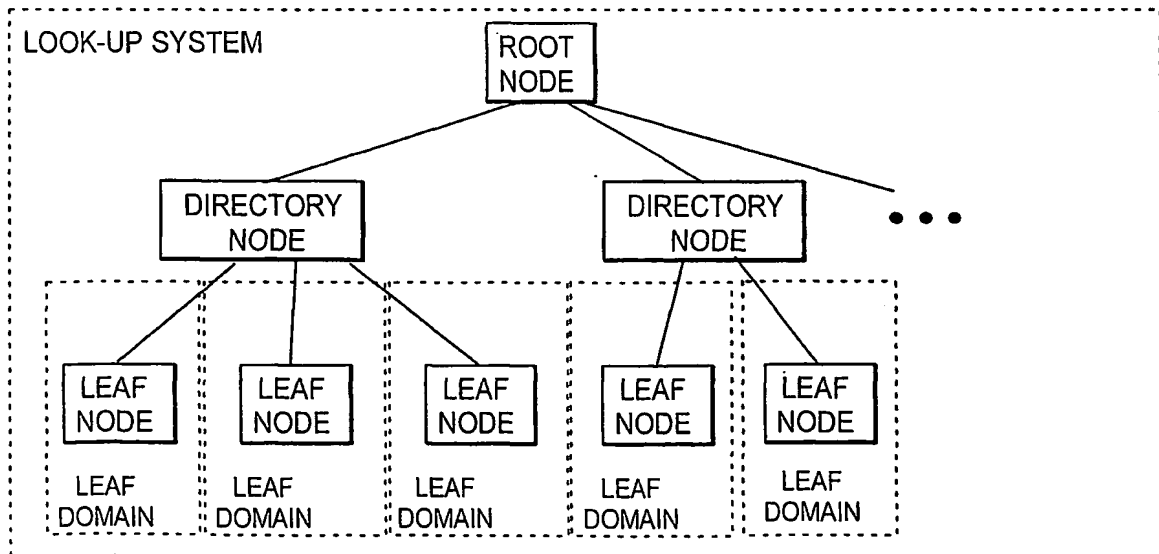 LOOK-UP SYSTEM
ROOT
NODE
DIRECTORY
NODE
DIRECTORY
NODE
LEAF
NODE
LEAF
NODE
LEAF
NODE
LEAF
NODE
LEAF
NODE
LEAF
DOMAIN
LEAF
DOMAIN
LEAF
DOMAIN
LEAF
DOMAIN
LEAF
DOMAIN